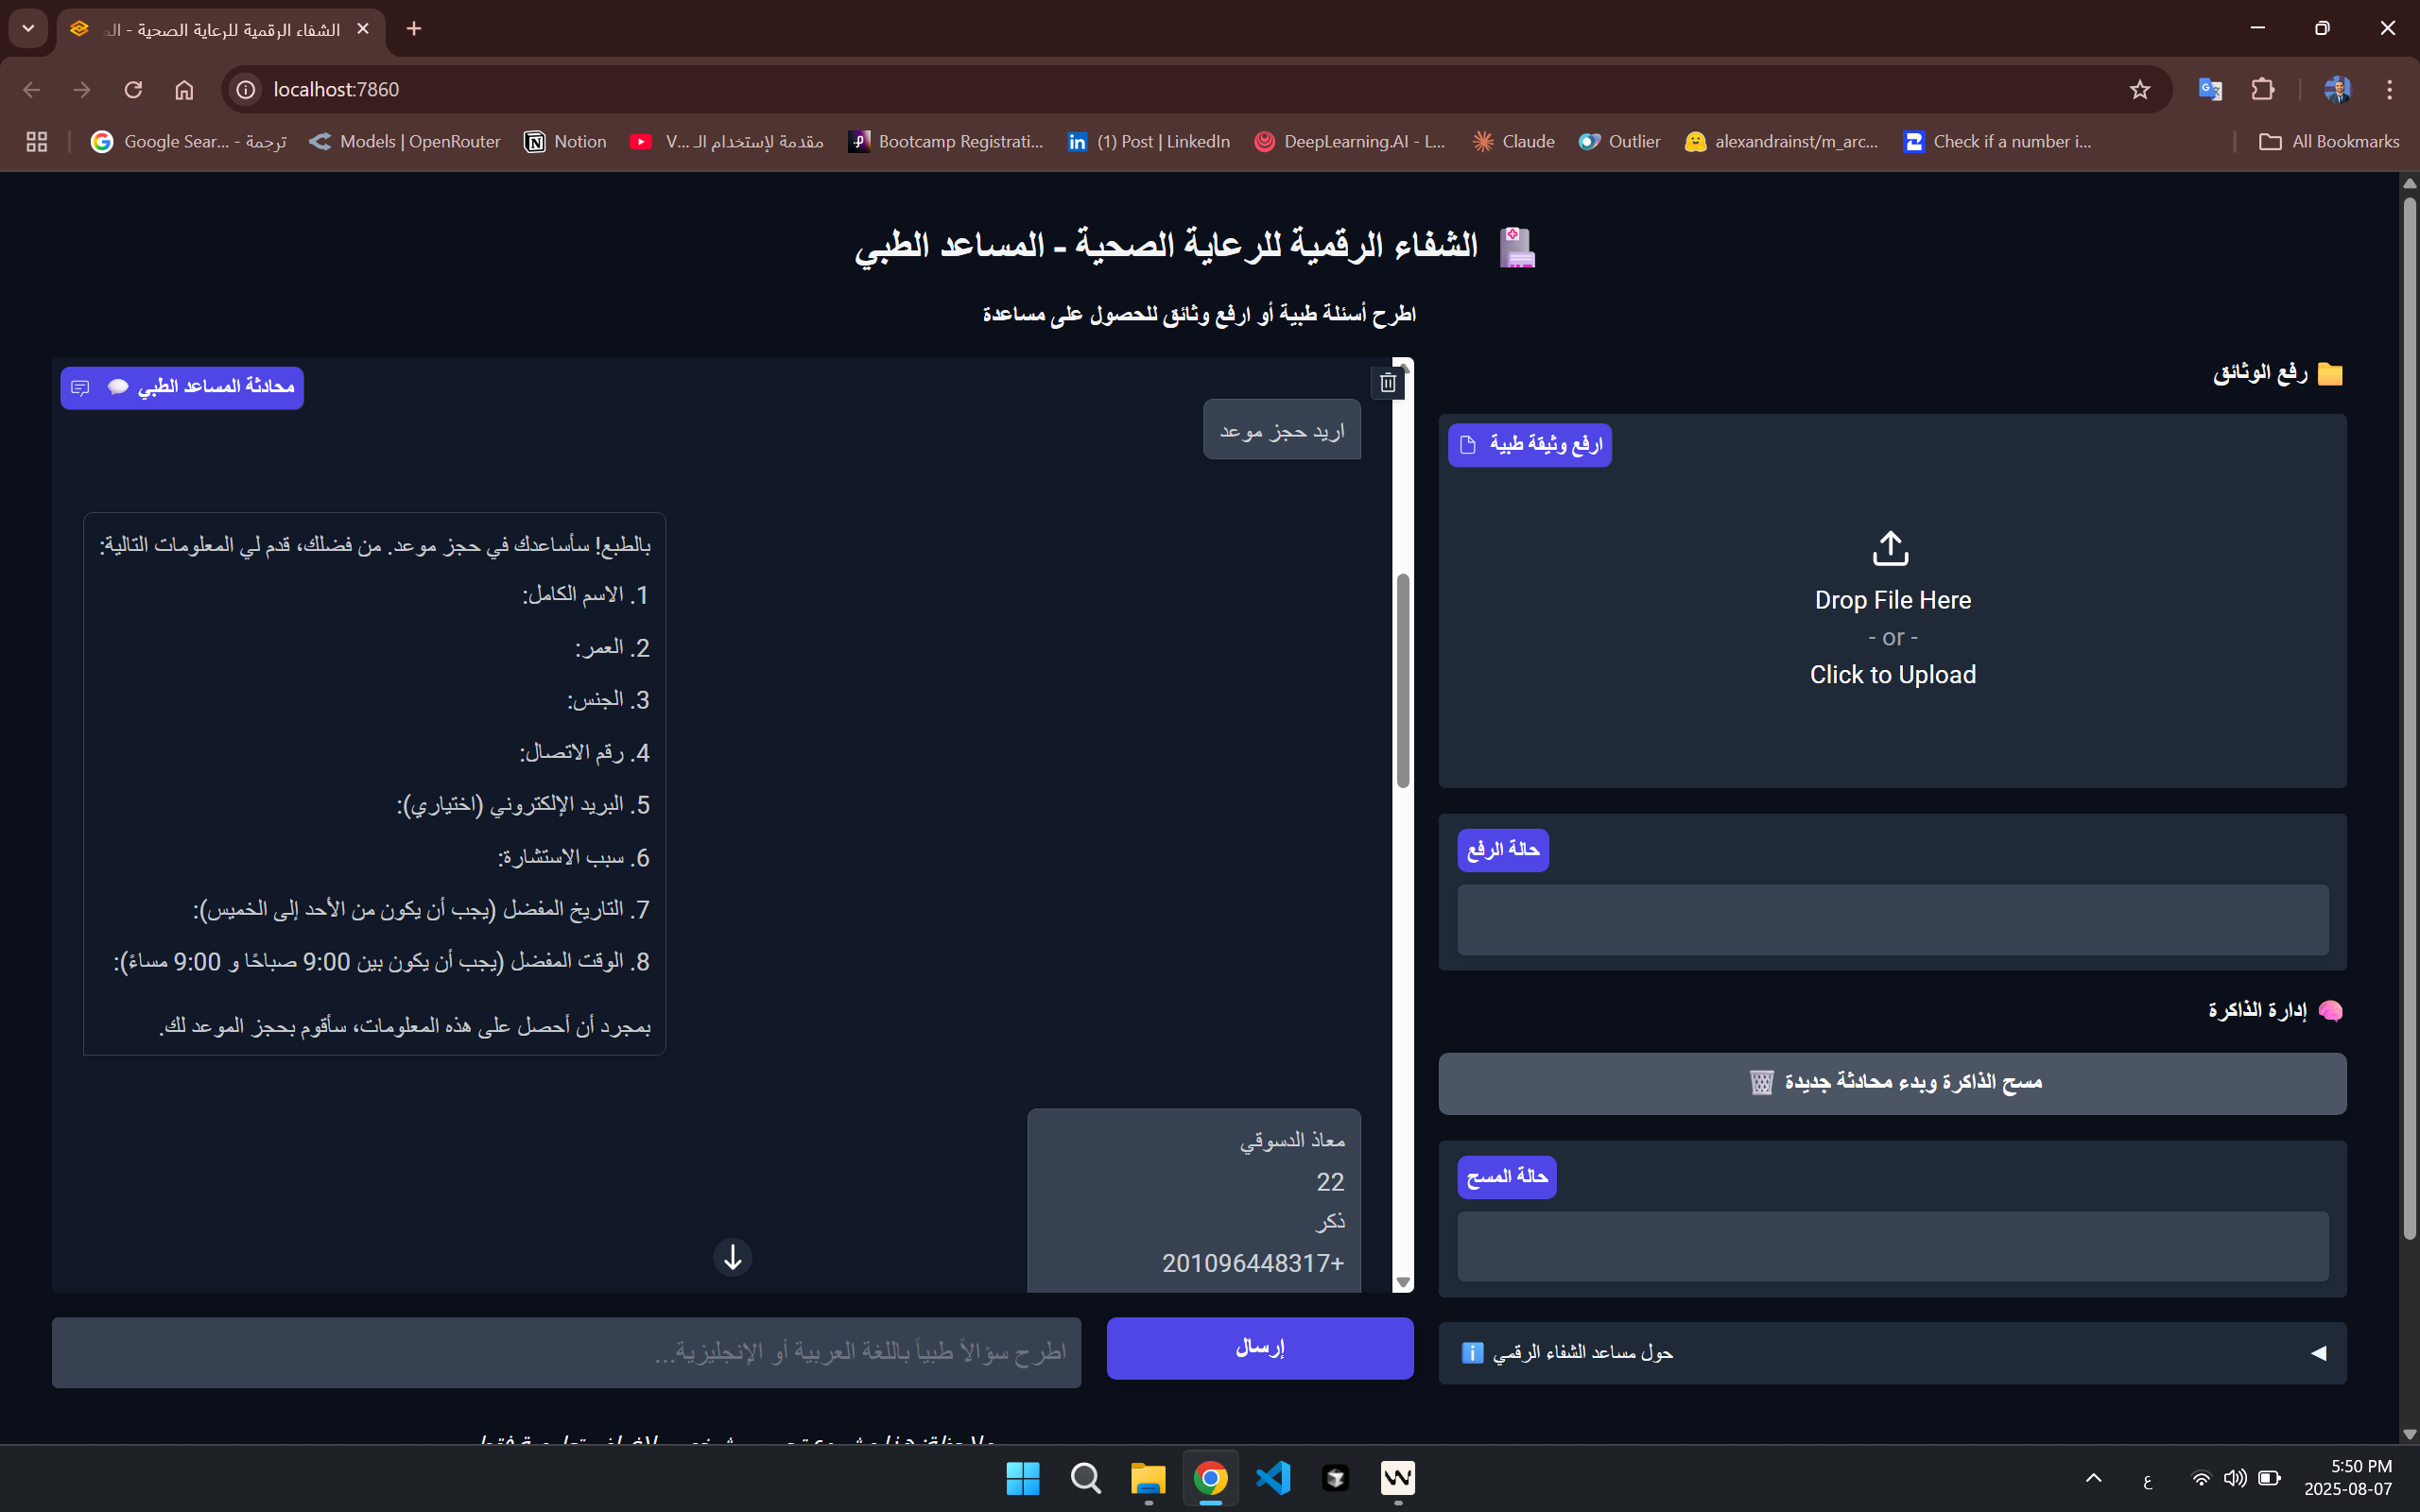 الشفاء الرقمية للرعاية الصحية - الم
localhost:7860
ترجمة - Google Sear...
Models | OpenRouter
Notion
مقدمة لإستخدام الـ V...
Bootcamp Registrati...
(1) Post | LinkedIn
DeepLearning.AI - L...
Claude
Outlier
alexandrainst/m_arc...
Check if a number i...
All Bookmarks
الشفاء الرقمية للرعاية الصحية - المساعد الطبي
اطرح أسئلة طبية أو ارفع وثائق للحصول على مساعدة
رفع الوثائق
ارفع وثيقة طبية
Drop File Here
- or -
Click to Upload
حالة الرفع
إدارة الذاكرة
مسح الذاكرة وبدء محادثة جديدة
حالة المسح
حول مساعد الشفاء الرقمي
محادثة المساعد الطبي
اريد حجز موعد
بالطبع! سأساعدك في حجز موعد. من فضلك، قدم لي المعلومات التالية:
1. الاسم الكامل:
2. العمر:
3. الجنس:
4. رقم الاتصال:
5. البريد الإلكتروني (اختياري):
6. سبب الاستشارة:
7. التاريخ المفضل (يجب أن يكون من الأحد إلى الخميس):
8. الوقت المفضل (يجب أن يكون بين 9:00 صباحًا و 9:00 مساءً):
بمجرد أن أحصل على هذه المعلومات، سأقوم بحجز الموعد لك.
معاذ الدسوقي
22
ذكر
+201096448317
اطرح سؤالاً طبياً باللغة العربية أو الإنجليزية...
إرسال
ع
5:50 PM
2025-08-07